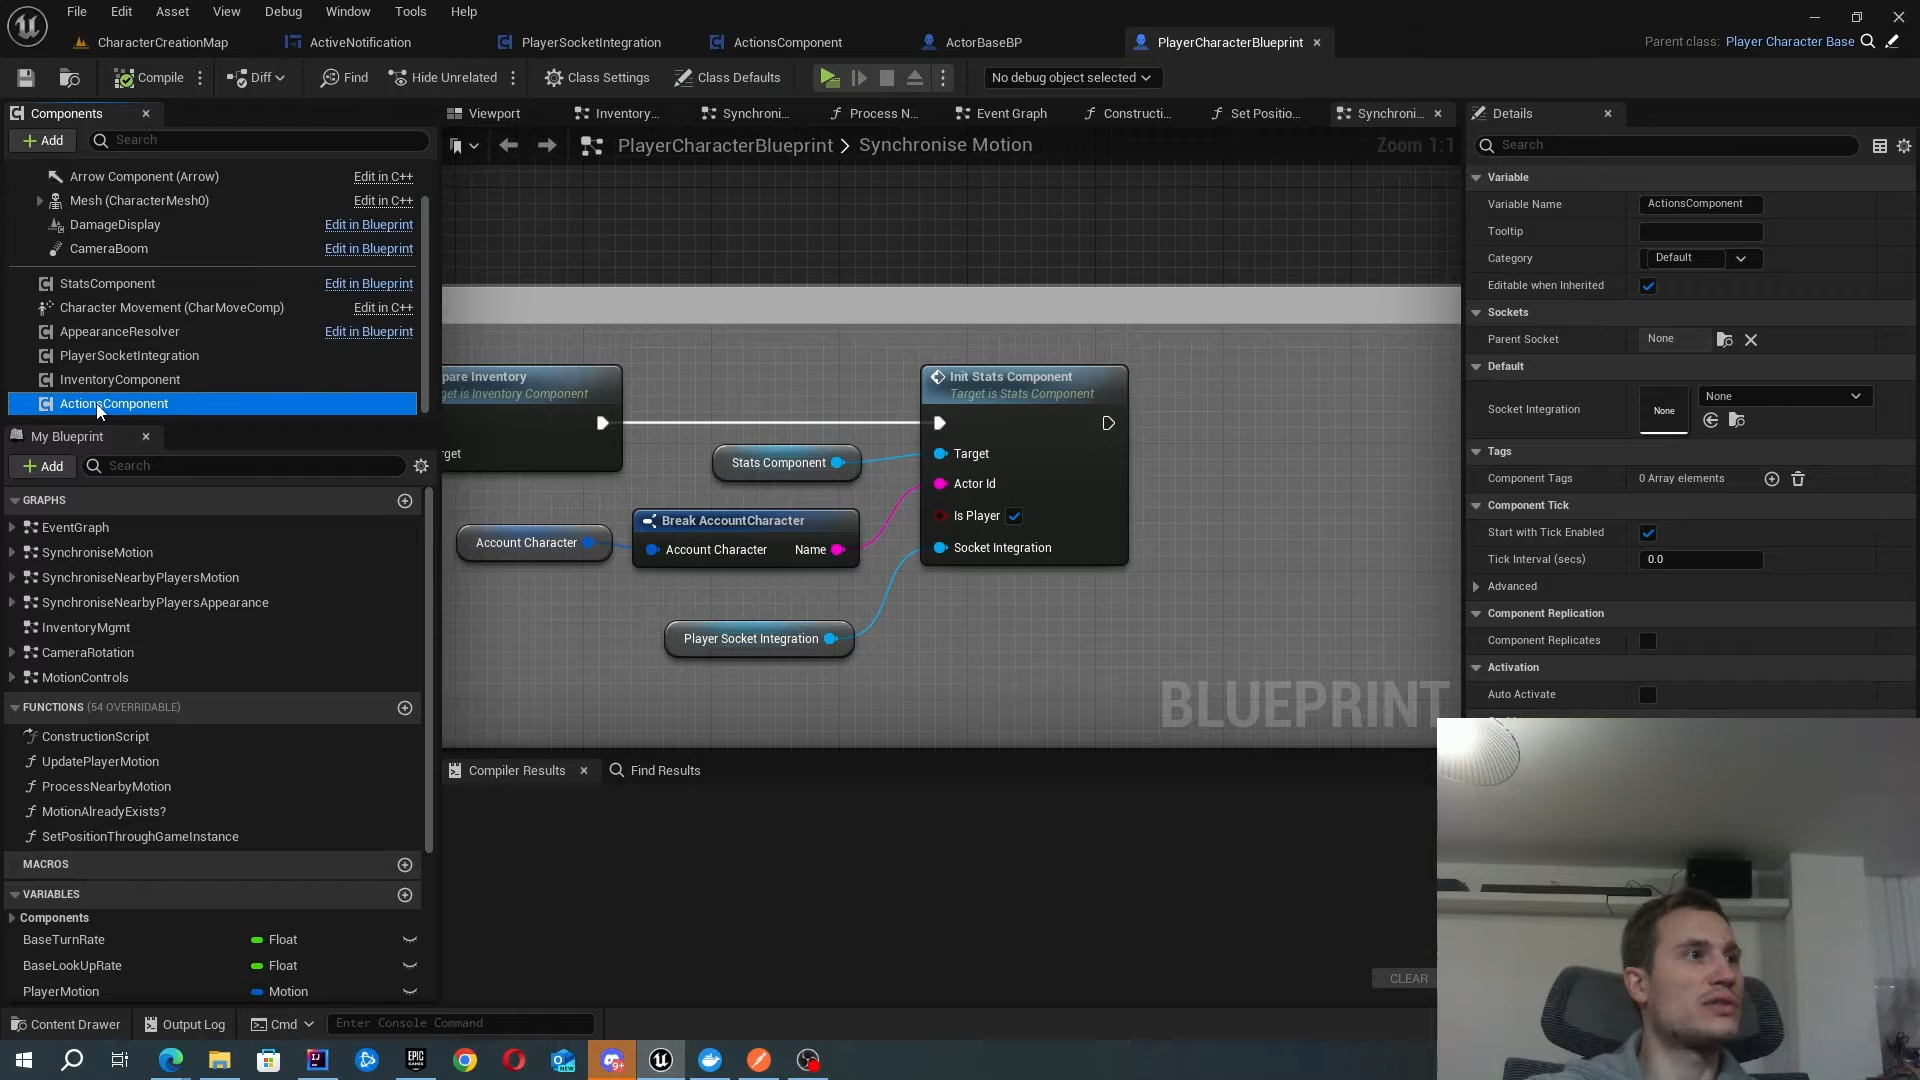 File Edit Asset View Debug Window Tools Help
CharacterCreationMap ActiveNotification PlayerSocketIntegration ActionsComponent ActorBaseBP PlayerCharacterBlueprint
Parent class: Player Character Base
Compile Diff Find Hide Unrelated Class Settings Class Defaults No debug object selected
Components
Add Search
Arrow Component (Arrow) Edit in C++
Mesh (CharacterMesh0) Edit in C++
DamageDisplay Edit in Blueprint
CameraBoom Edit in Blueprint
StatsComponent Edit in Blueprint
Character Movement (CharMoveComp) Edit in C++
AppearanceResolver Edit in Blueprint
PlayerSocketIntegration
InventoryComponent
ActionsComponent
My Blueprint
Add Search
GRAPHS
EventGraph
SynchroniseMotion
SynchroniseNearbyPlayersMotion
SynchroniseNearbyPlayersAppearance
InventoryMgmt
CameraRotation
MotionControls
FUNCTIONS (54 OVERRIDABLE)
ConstructionScript
UpdatePlayerMotion
ProcessNearbyMotion
MotionAlreadyExists?
SetPositionThroughGameInstance
MACROS
VARIABLES
Components
BaseTurnRate Float
BaseLookUpRate Float
PlayerMotion Motion
Viewport Inventory... Synchroni... Process N... Event Graph Constructi... Set Positio... Synchroni...
PlayerCharacterBlueprint > Synchronise Motion Zoom 1:1
pare Inventory
get is Inventory Component
rget
Init Stats Component
Target is Stats Component
Target
Actor Id
Is Player
Socket Integration
Stats Component
Account Character
Break AccountCharacter
Account Character Name
Player Socket Integration
BLUEPRINT
Compiler Results Find Results
CLEAR
Details
Search
Variable
Variable Name ActionsComponent
Tooltip
Category Default
Editable when Inherited
Sockets
Parent Socket None
Default
Socket Integration None None
Tags
Component Tags 0 Array elements
Component Tick
Start with Tick Enabled
Tick Interval (secs) 0.0
Advanced
Component Replication
Component Replicates
Activation
Auto Activate
Content Drawer Output Log Cmd Enter Console Command
IJ EPIC GAMES NEW 9+